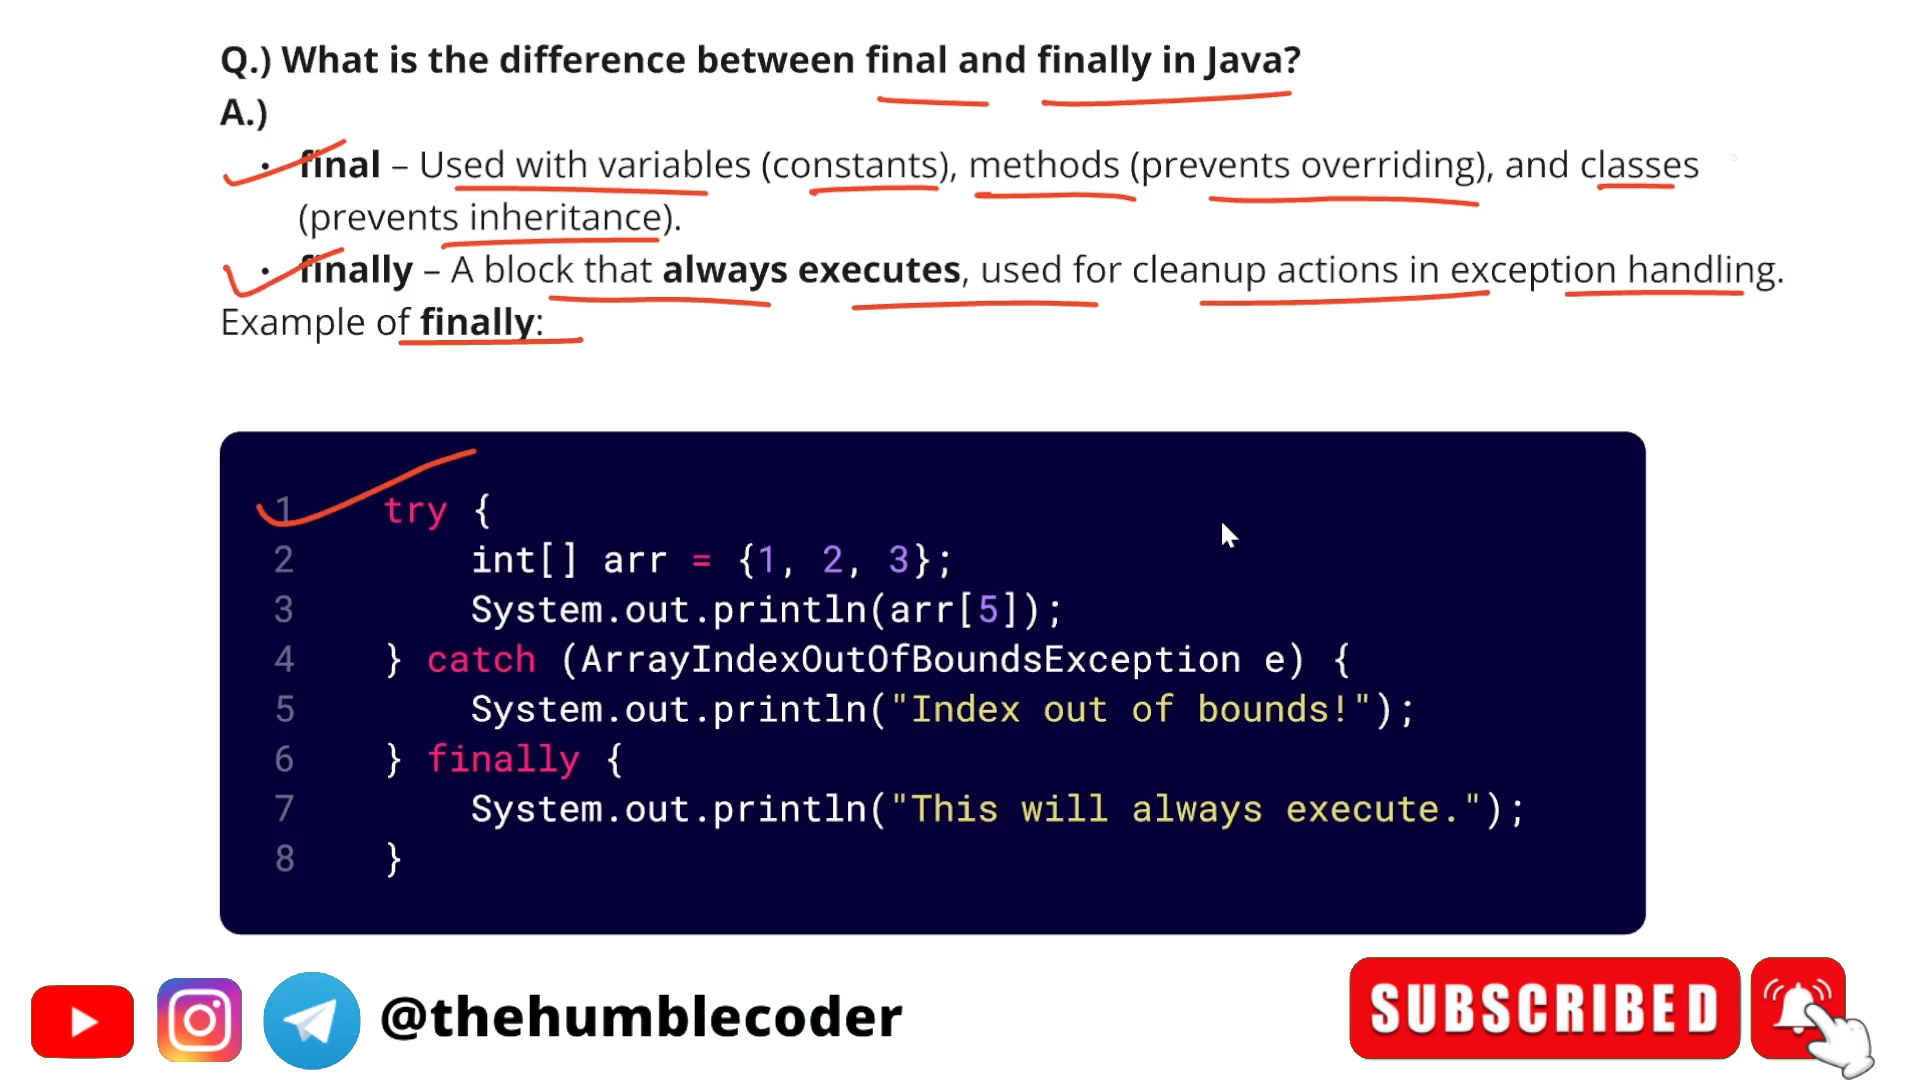 Q.) What is the difference between final and finally in Java?
A.)
• final – Used with variables (constants), methods (prevents overriding), and classes
(prevents inheritance).
• finally – A block that always executes, used for cleanup actions in exception handling.
Example of finally:
1 try {
2 int[] arr = {1, 2, 3};
3 System.out.println(arr[5]);
4 } catch (ArrayIndexOutOfBoundsException e) {
5 System.out.println("Index out of bounds!");
6 } finally {
7 System.out.println("This will always execute.");
8 }
@thehumblecoder
SUBSCRIBED